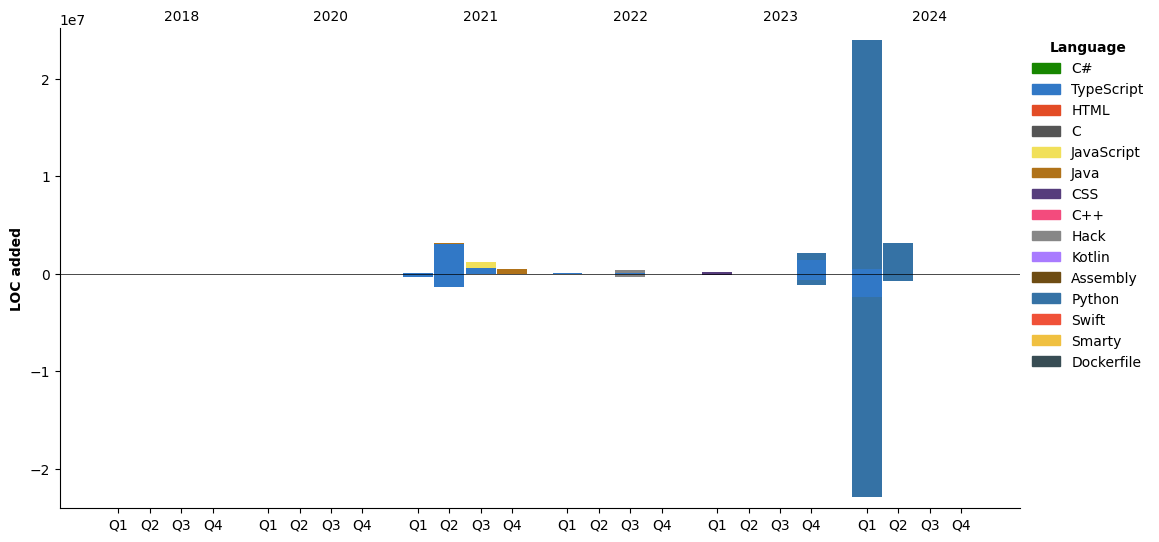 1e7
2018 2020 2021 2022 2023 2024
Language
C#
TypeScript
HTML
C
JavaScript
Java
CSS
C++
Hack
Kotlin
Assembly
Python
Swift
Smarty
Dockerfile
LOC added
2
1
0
−1
−2
Q1 Q2 Q3 Q4 Q1 Q2 Q3 Q4 Q1 Q2 Q3 Q4 Q1 Q2 Q3 Q4 Q1 Q2 Q3 Q4 Q1 Q2 Q3 Q4